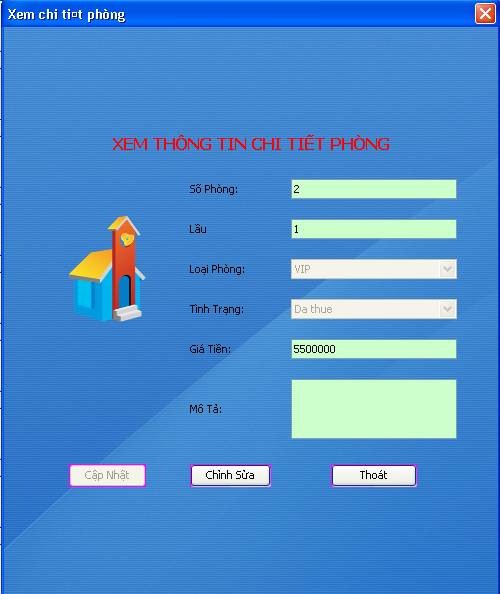 Xem chi ti¤t phòng
XEM THÔNG TIN CHI TIẾT PHÒNG
Số Phòng: 2
Lầu 1
Loại Phòng: VIP
Tình Trạng: Da thue
Giá Tiền: 5500000
Mô Tả:
Cập Nhật Chỉnh Sửa Thoát